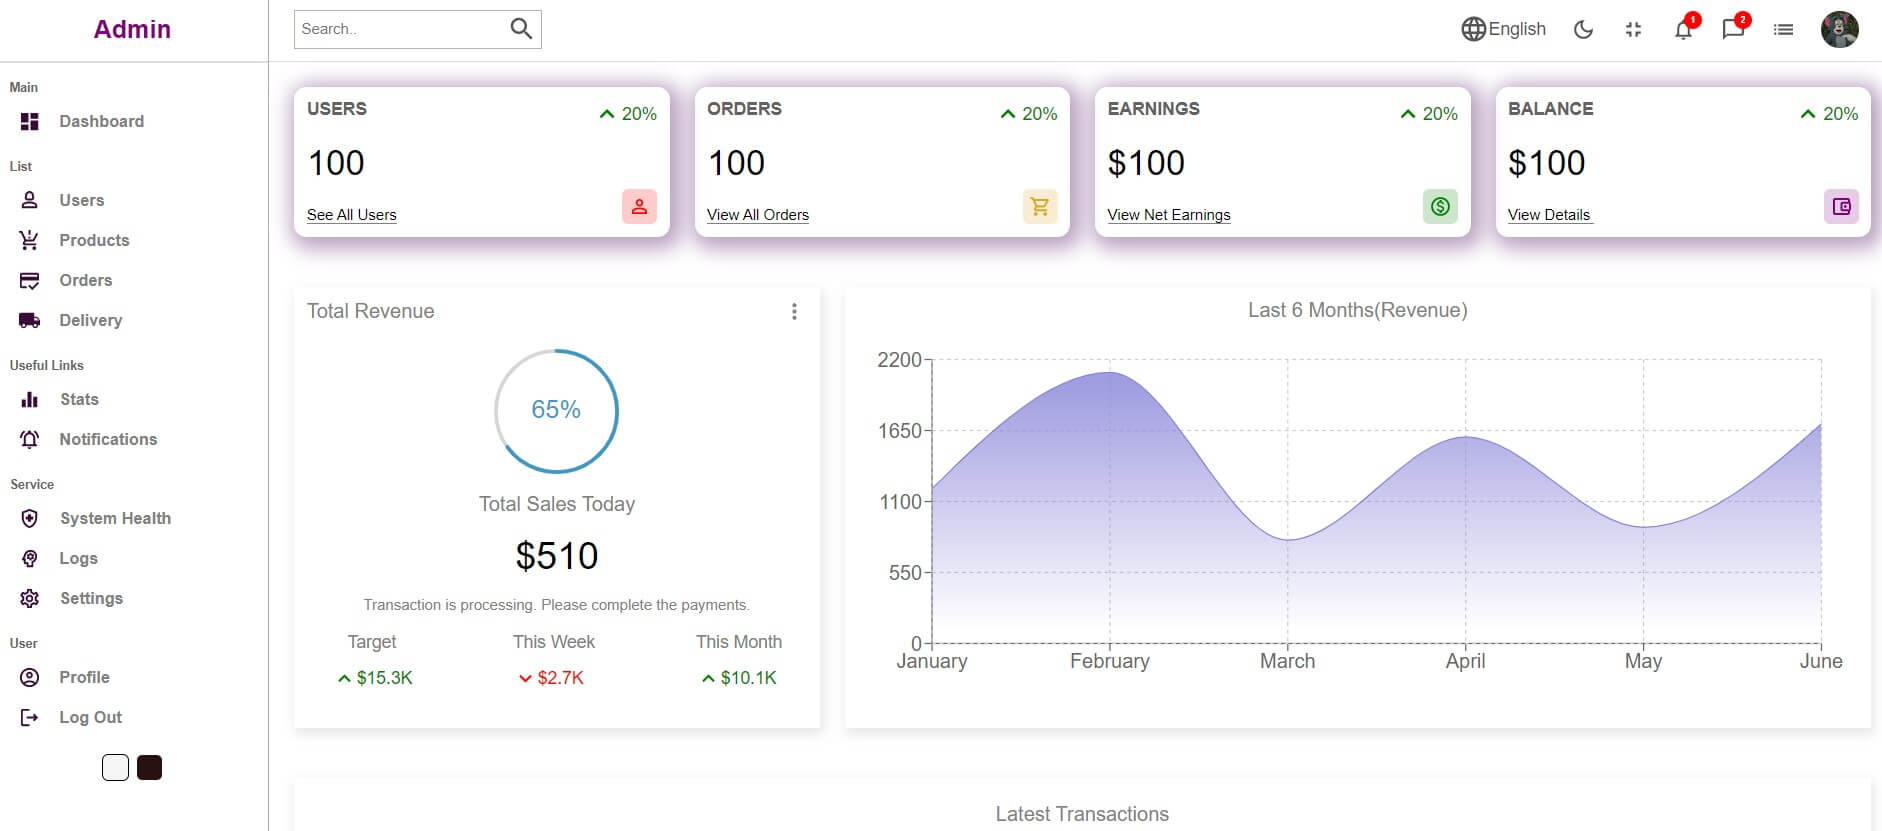 Admin
Search..
English
1
2
Main
Dashboard
List
Users
Products
Orders
Delivery
Useful Links
Stats
Notifications
Service
System Health
Logs
Settings
User
Profile
Log Out
USERS
20%
100
See All Users
ORDERS
20%
100
View All Orders
EARNINGS
20%
$100
View Net Earnings
BALANCE
20%
$100
View Details
Total Revenue
65%
Total Sales Today
$510
Transaction is processing. Please complete the payments.
Target
This Week
This Month
$15.3K
$2.7K
$10.1K
Last 6 Months(Revenue)
2200
1650
1100
550
0
January February March April May June
Latest Transactions